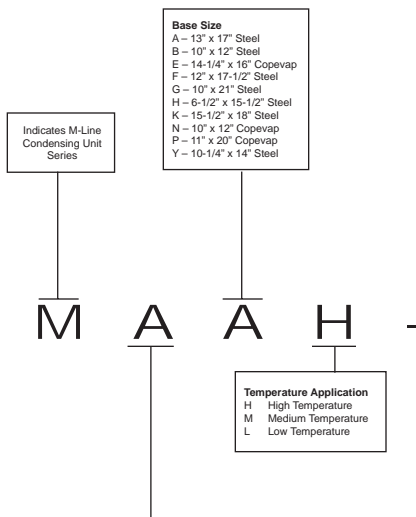 Base Size
A – 13" x 17" Steel
B – 10" x 12" Steel
E – 14-1/4" x 16" Copevap
F – 12" x 17-1/2" Steel
G – 10" x 21" Steel
H – 6-1/2" x 15-1/2" Steel
K – 15-1/2" x 18" Steel
N – 10" x 12" Copevap
P – 11" x 20" Copevap
Y – 10-1/4" x 14" Steel
Indicates M-Line
Condensing Unit
Series
M A A H -
Temperature Application
H High Temperature
M Medium Temperature
L Low Temperature